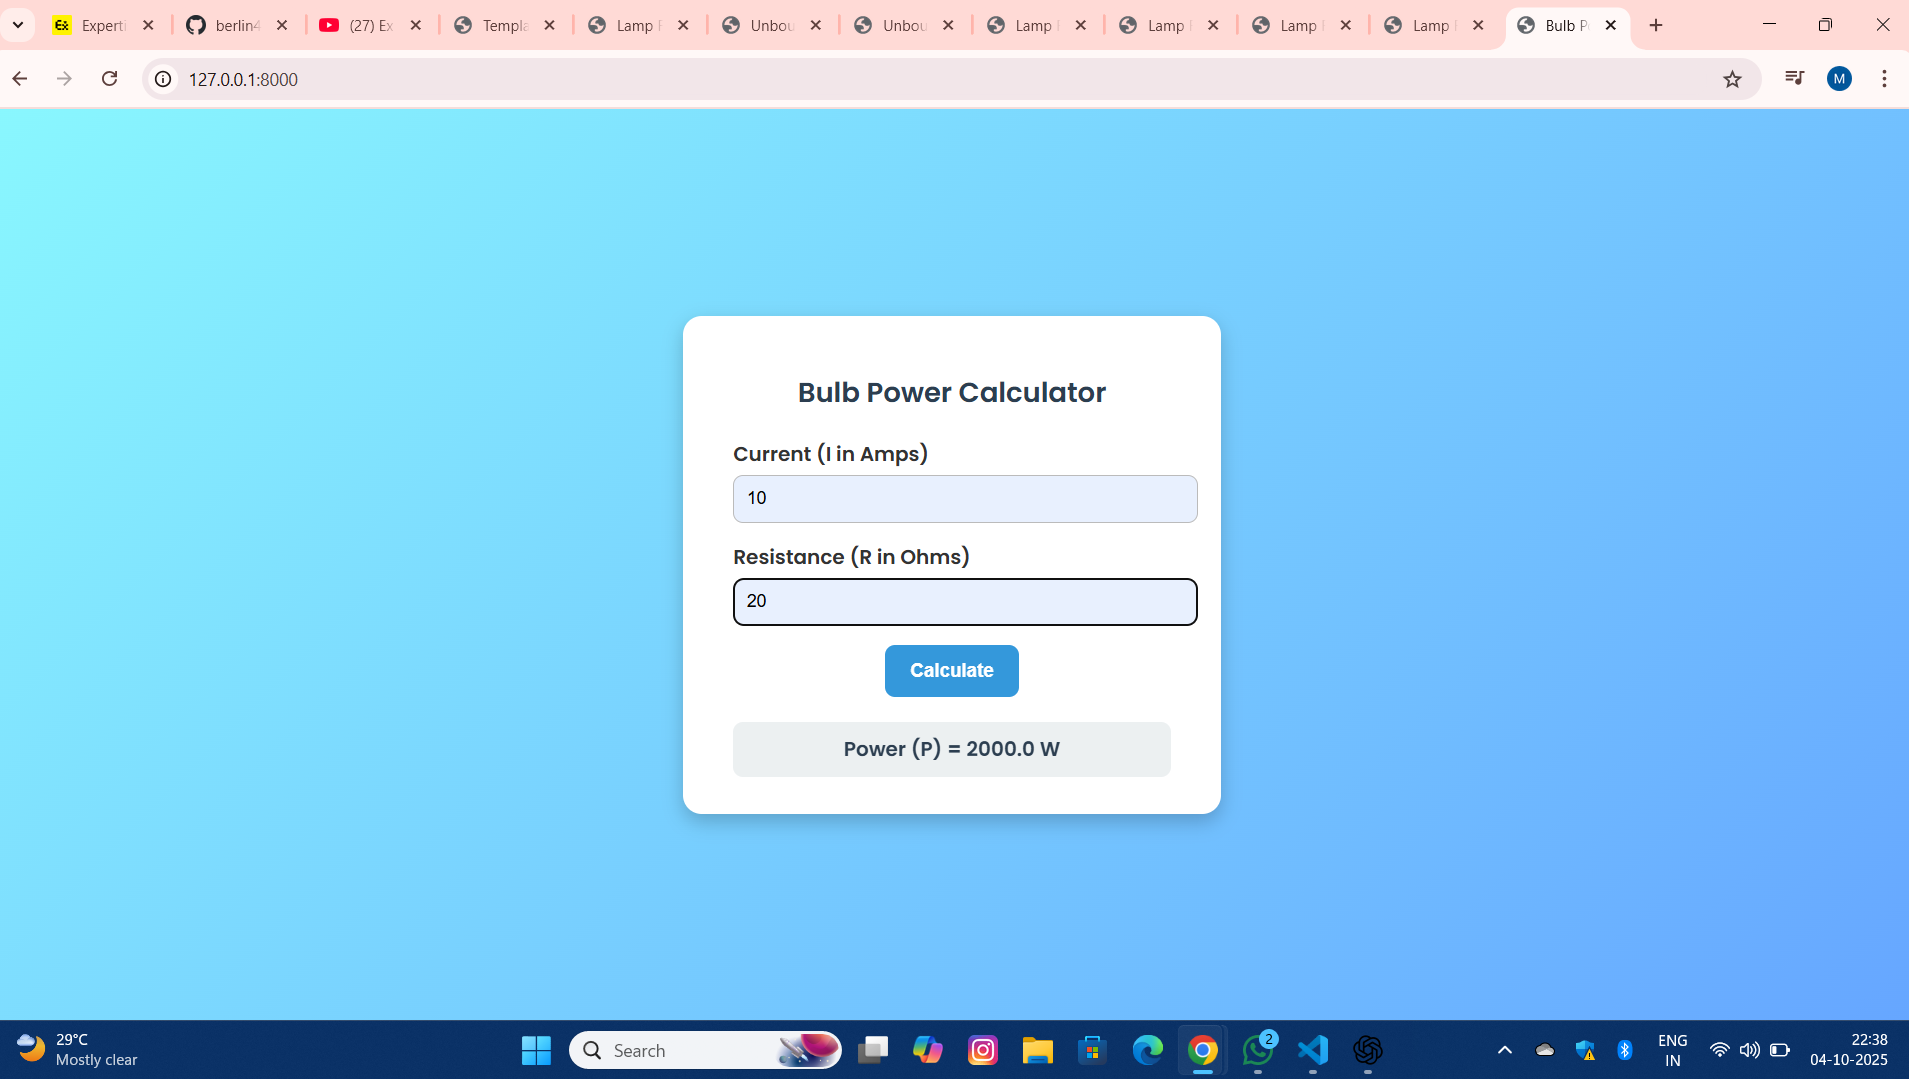 Experti
berlin4
(27) Ex
Templa
Lamp P
Unbou
Unbou
Lamp
Lamp
Lamp
Lamp
Bulb P
127.0.0.1:8000
M
Bulb Power Calculator
Current (I in Amps)
10
Resistance (R in Ohms)
20
Calculate
Power (P) = 2000.0 W
29°C
Mostly clear
Search
2
ENG
IN
22:38
04-10-2025